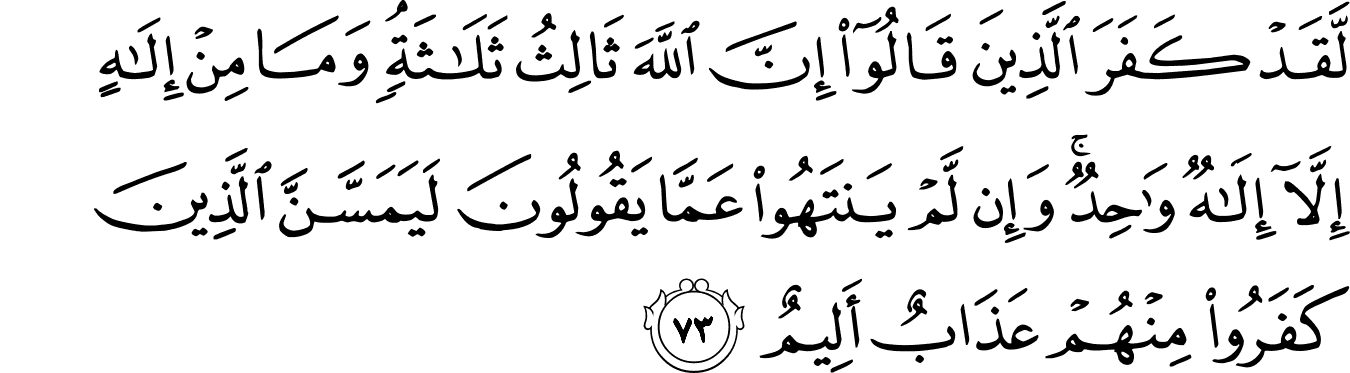 لَّقَدۡ كَفَرَ ٱلَّذِينَ قَالُوٓاْ إِنَّ ٱللَّهَ ثَالِثُ ثَلَٰثَةٖۘ وَمَا مِنۡ إِلَٰهٍ
إِلَّآ إِلَٰهٞ وَٰحِدٞۚ وَإِن لَّمۡ يَنتَهُواْ عَمَّا يَقُولُونَ لَيَمَسَّنَّ ٱلَّذِينَ
كَفَرُواْ مِنۡهُمۡ عَذَابٌ أَلِيمٌ ٧٣